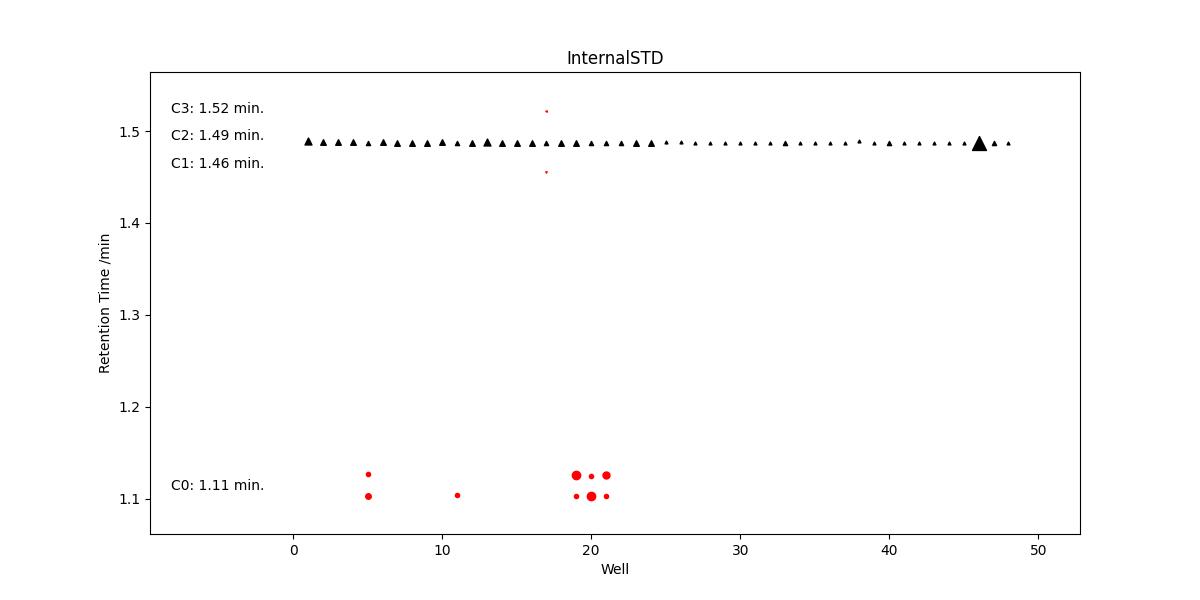 InternalSTD
C3: 1.52 min.
1.5
C2: 1.49 min.
C1: 1.46 min.
1.4
Retention Time /min
1.3
1.2
C0: 1.11 min.
1.1
0 10 20 30 40 50
Well